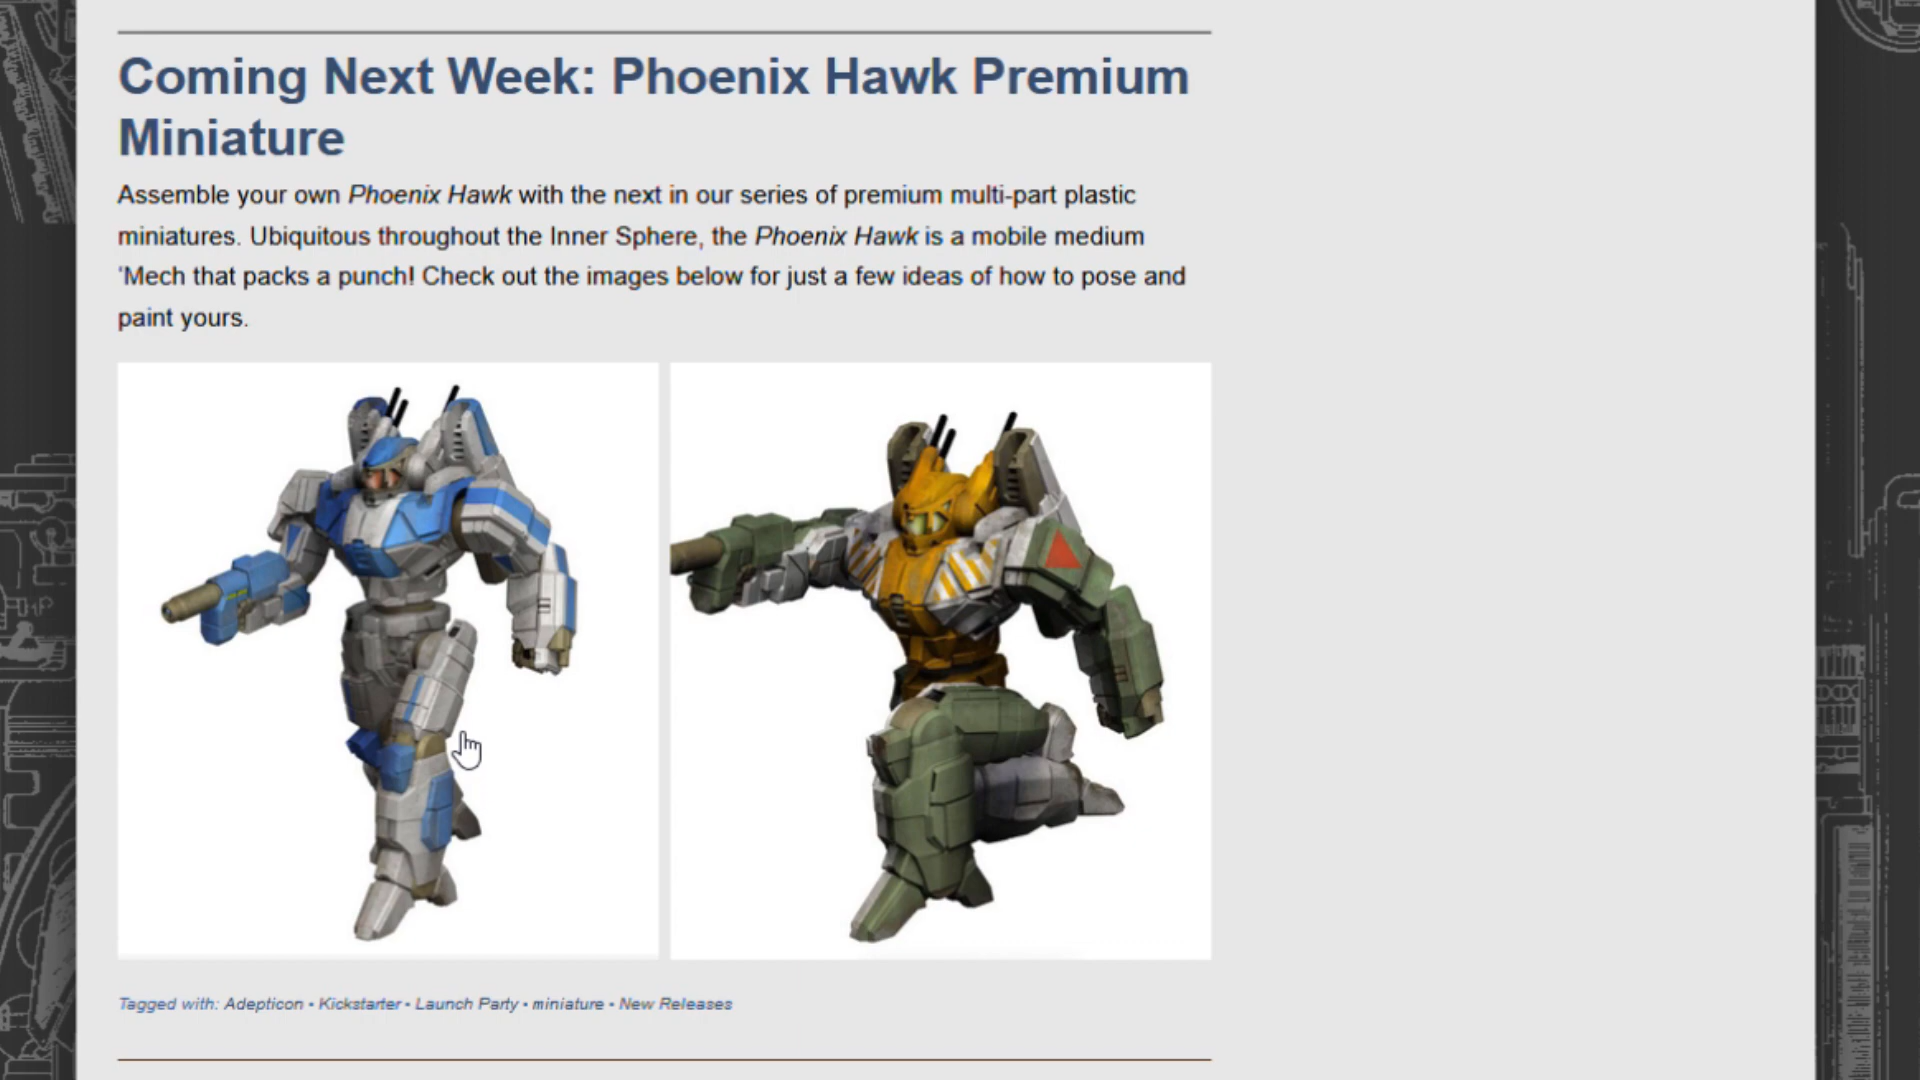 Coming Next Week: Phoenix Hawk Premium
Miniature
Assemble your own Phoenix Hawk with the next in our series of premium multi-part plastic
miniatures. Ubiquitous throughout the Inner Sphere, the Phoenix Hawk is a mobile medium
‘Mech that packs a punch! Check out the images below for just a few ideas of how to pose and
paint yours.
Tagged with: Adepticon • Kickstarter • Launch Party • miniature • New Releases